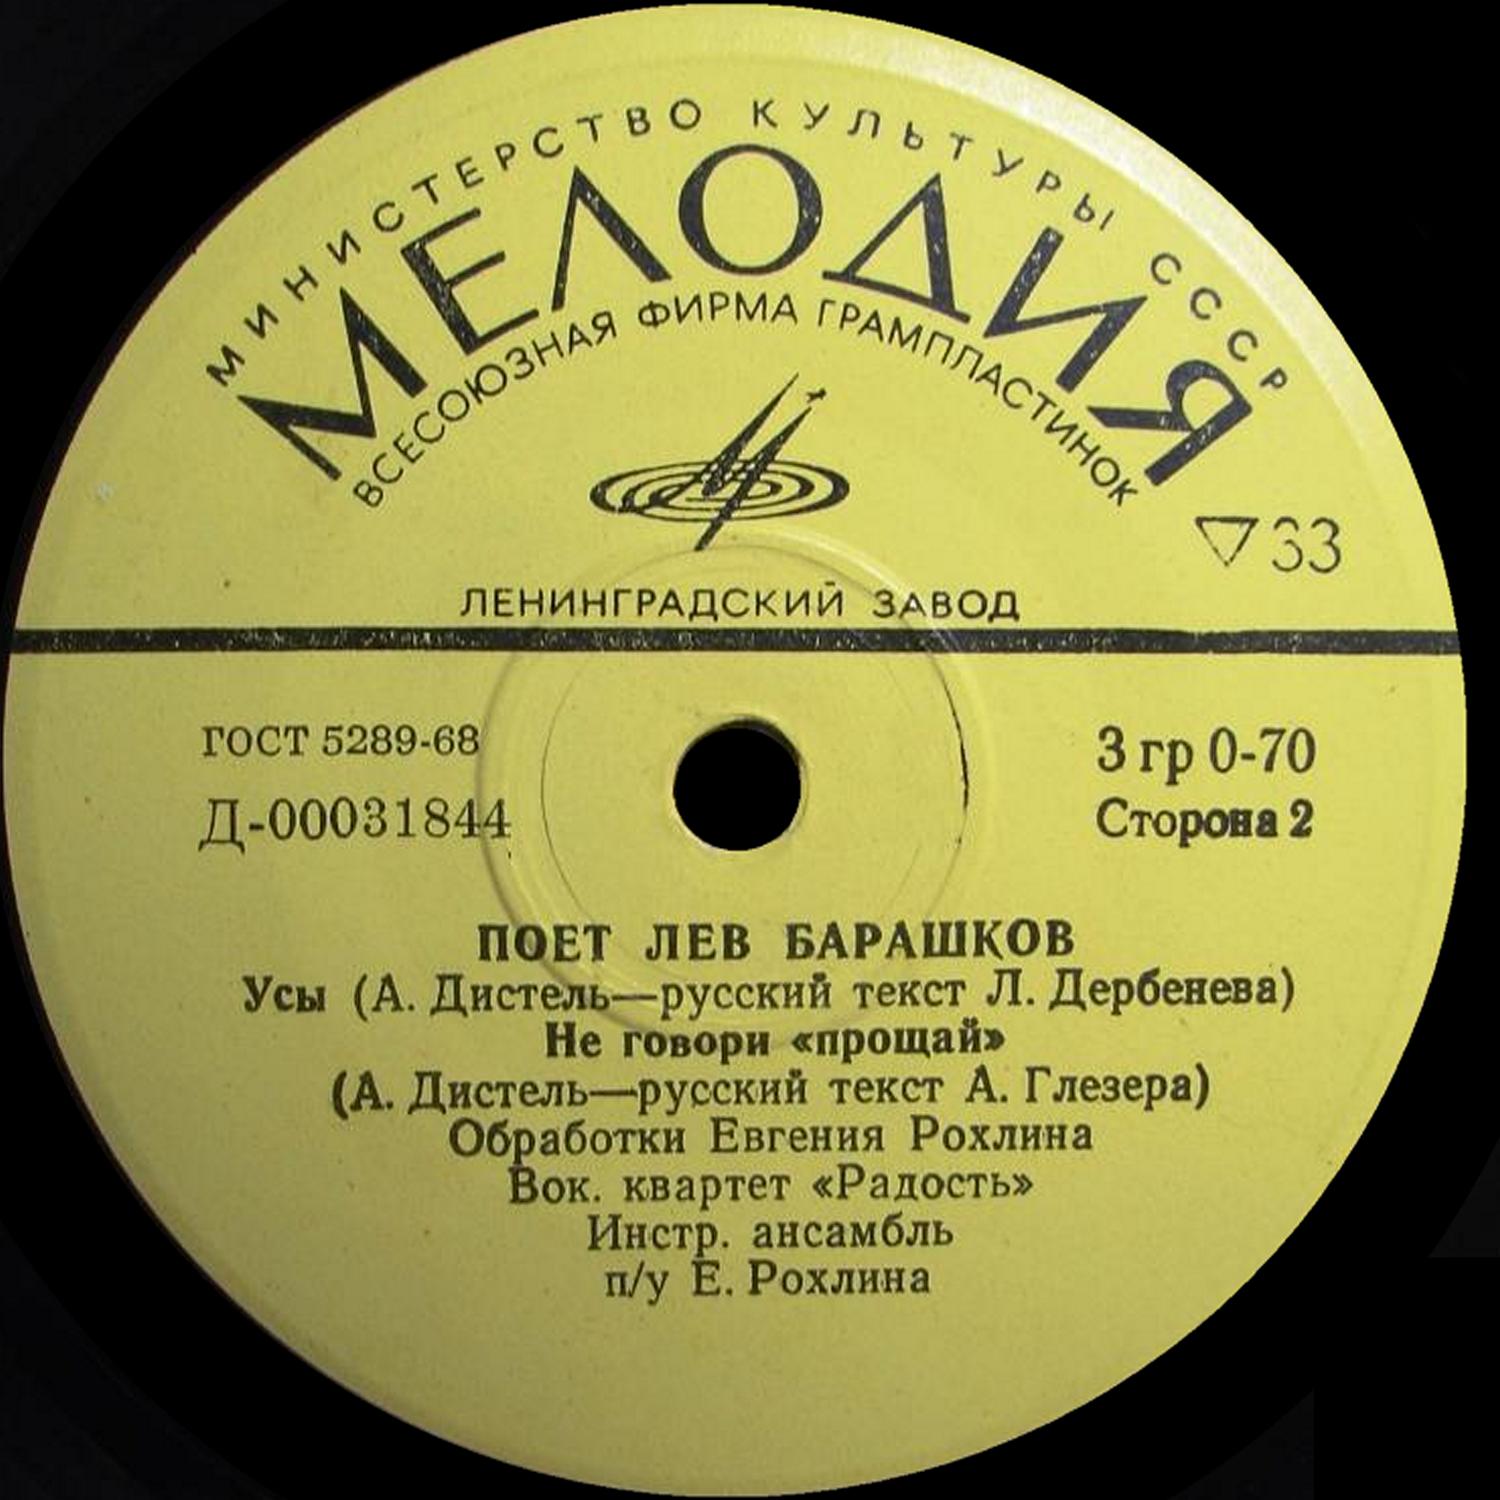 МИНИСТЕРСТВО КУЛЬТУРЫ СССР
МЕЛОДИЯ
ВСЕСОЮЗНАЯ ФИРМА ГРАМПЛАСТИНОК
33
ЛЕНИНГРАДСКИЙ ЗАВОД
ГОСТ 5289-68
Д-00031844
3 гр 0-70
Сторона 2
ПОЕТ ЛЕВ БАРАШКОВ
Усы (А. Дистель—русский текст Л. Дербенева)
Не говори «прощай»
(А. Дистель—русский текст А. Глезера)
Обработки Евгения Рохлина
Вок. квартет «Радость»
Инстр. ансамбль
п/у Е. Рохлина